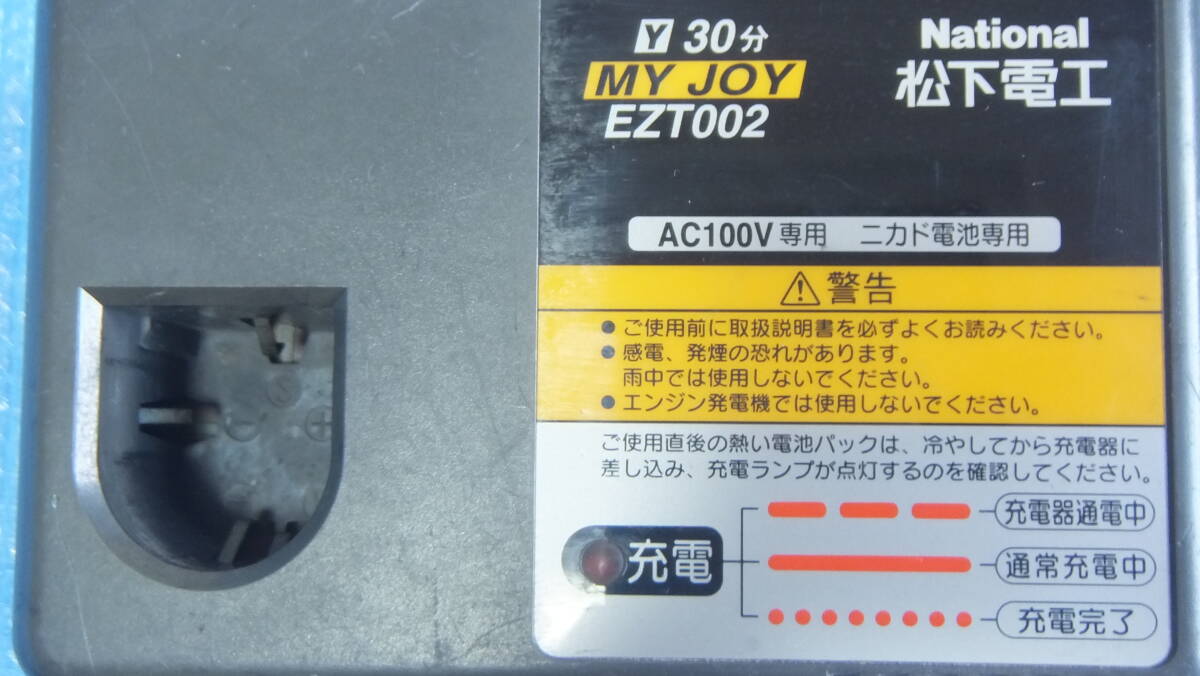 Y 30分
MY JOY
EZT002
National
松下電工
AC100V専用 ニカド電池専用
警告
● ご使用前に取扱説明書を必ずよくお読みください。
● 感電、発煙の恐れがあります。
雨中では使用しないでください。
● エンジン発電機では使用しないでください。
ご使用直後の熱い電池パックは、冷やしてから充電器に
差し込み、充電ランプが点灯するのを確認してください。
充電
充電器通電中
通常充電中
充電完了
S
− +